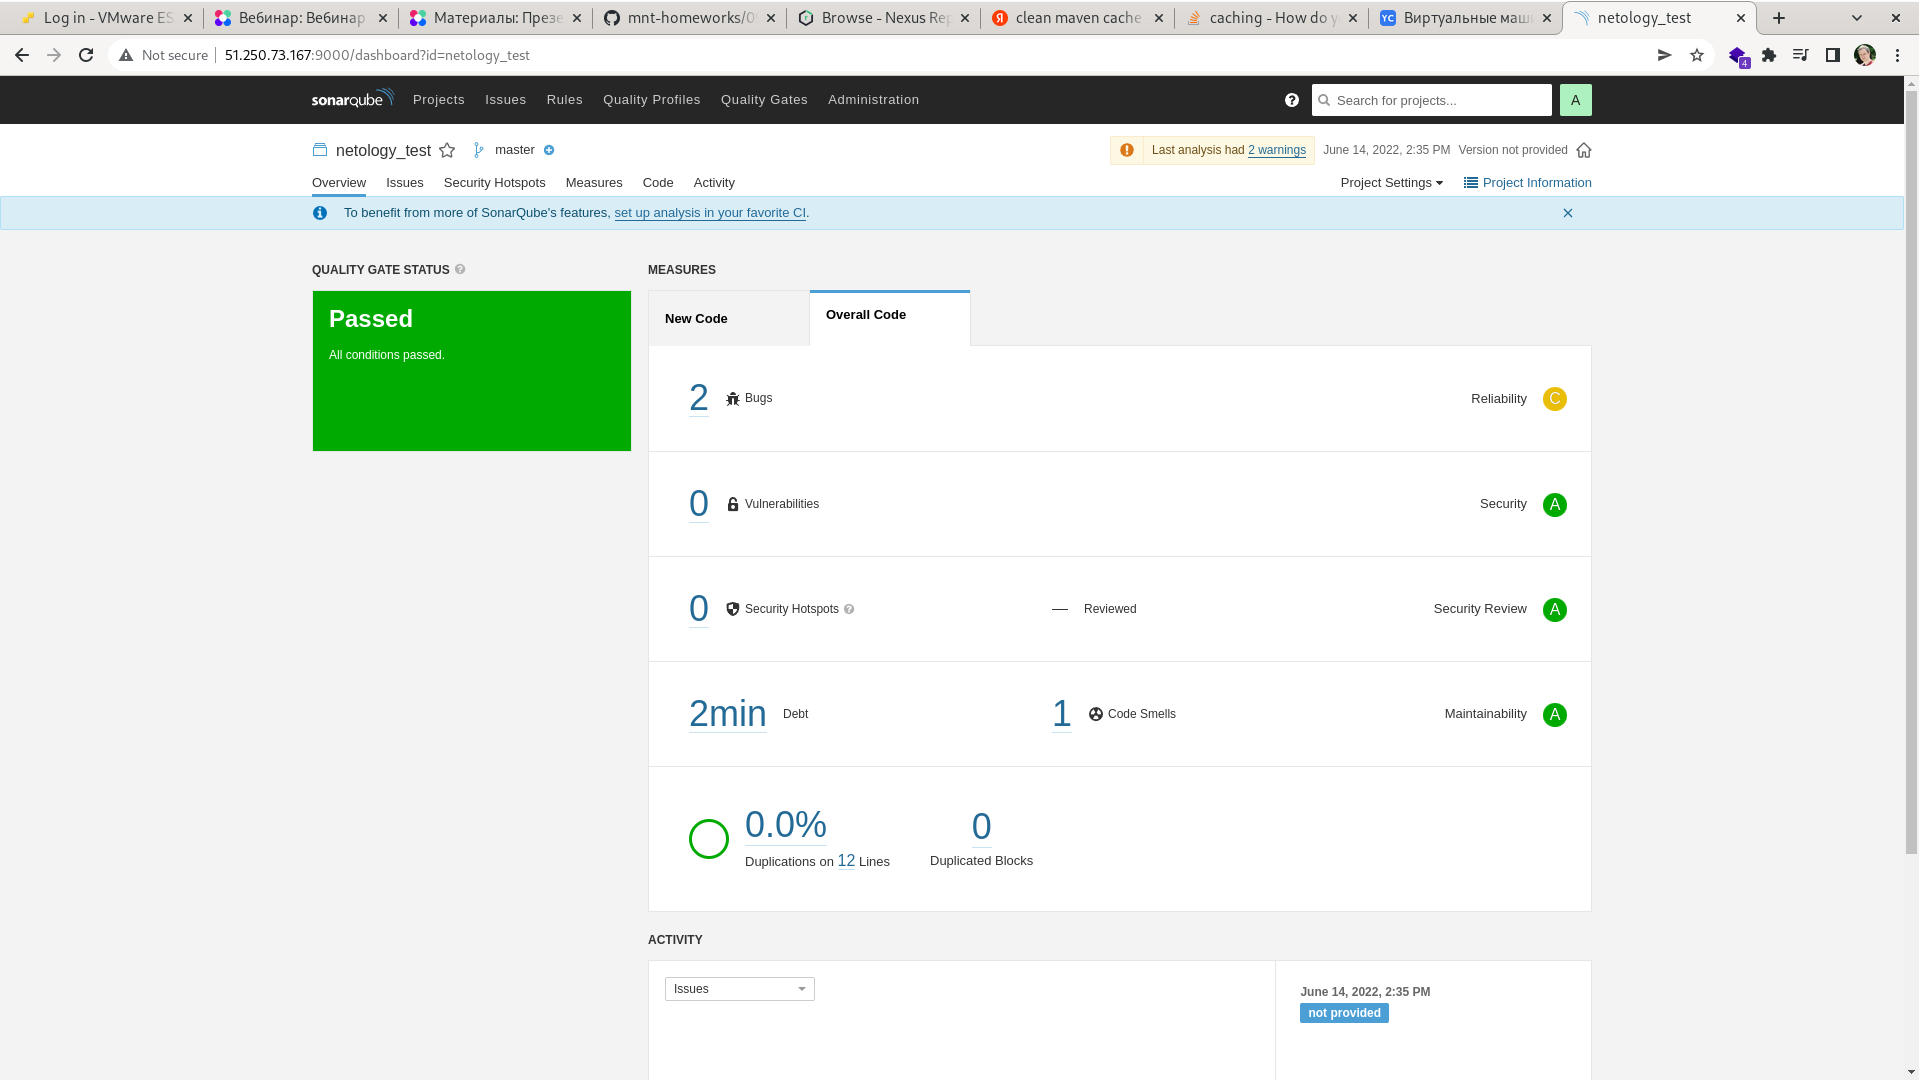 Log in - VMware ES
Вебинар: Вебинар
Материалы: Презе
mnt-homeworks/0
Browse - Nexus Rep
clean maven cache
caching - How do y
Виртуальные маш
netology_test
Not secure
51.250.73.167:9000/dashboard?id=netology_test
4
sonarqube
Projects
Issues
Rules
Quality Profiles
Quality Gates
Administration
Search for projects...
A
netology_test
master
Last analysis had 2 warnings
June 14, 2022, 2:35 PM
Version not provided
Overview
Issues
Security Hotspots
Measures
Code
Activity
Project Settings
Project Information
To benefit from more of SonarQube's features, set up analysis in your favorite CI.
QUALITY GATE STATUS
MEASURES
Passed
All conditions passed.
New Code
Overall Code
2 Bugs
Reliability C
0 Vulnerabilities
Security A
0 Security Hotspots
— Reviewed
Security Review A
2min Debt
1 Code Smells
Maintainability A
0.0%
Duplications on 12 Lines
0
Duplicated Blocks
ACTIVITY
Issues
June 14, 2022, 2:35 PM
not provided